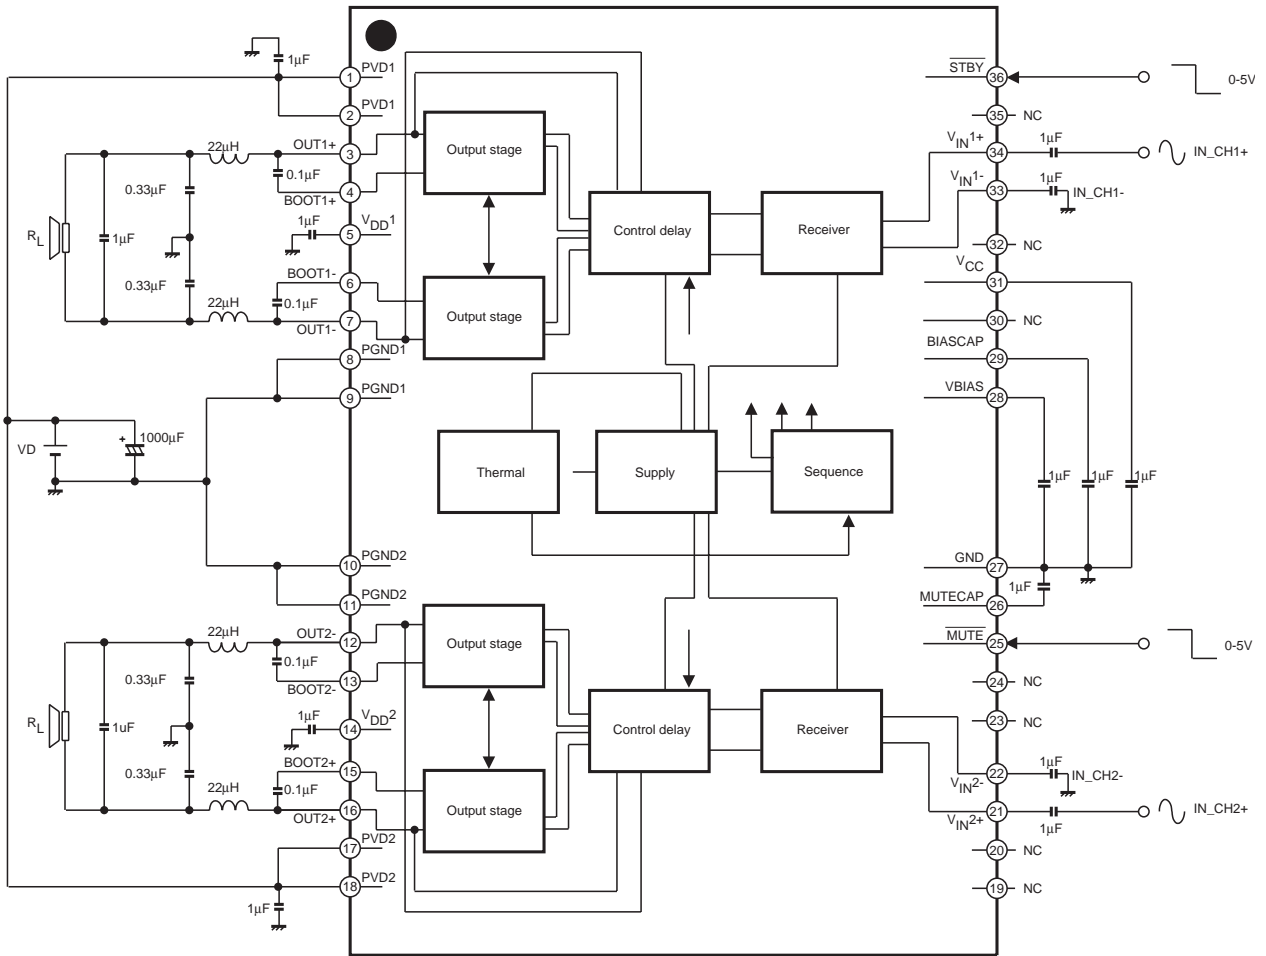 1µF
PVD1
1
PVD1
2
22µH
OUT1+
3
0.1µF
BOOT1+
4
0.33µF
1µF
RL
1µF
VDD1
5
0.33µF
BOOT1-
6
22µH
0.1µF
OUT1-
7
PGND1
8
PGND1
9
VD
+
1000µF
PGND2
10
PGND2
11
22µH
OUT2-
12
0.1µF
BOOT2-
13
0.33µF
1uF
RL
1µF
VDD2
14
0.33µF
BOOT2+
15
22µH
0.1µF
OUT2+
16
PVD2
17
PVD2
18
1µF
Output stage
Output stage
Control delay
Receiver
Thermal
Supply
Sequence
Output stage
Output stage
Control delay
Receiver
STBY
36
0-5V
35
NC
VIN1+
34
1µF
IN_CH1+
VIN1-
33
1µF
IN_CH1-
32
NC
VCC
31
30
NC
BIASCAP
29
VBIAS
28
1µF
1µF
1µF
GND
27
1µF
MUTECAP
26
MUTE
25
0-5V
24
NC
23
NC
VIN2-
22
1µF
IN_CH2-
VIN2+
21
1µF
IN_CH2+
20
NC
19
NC